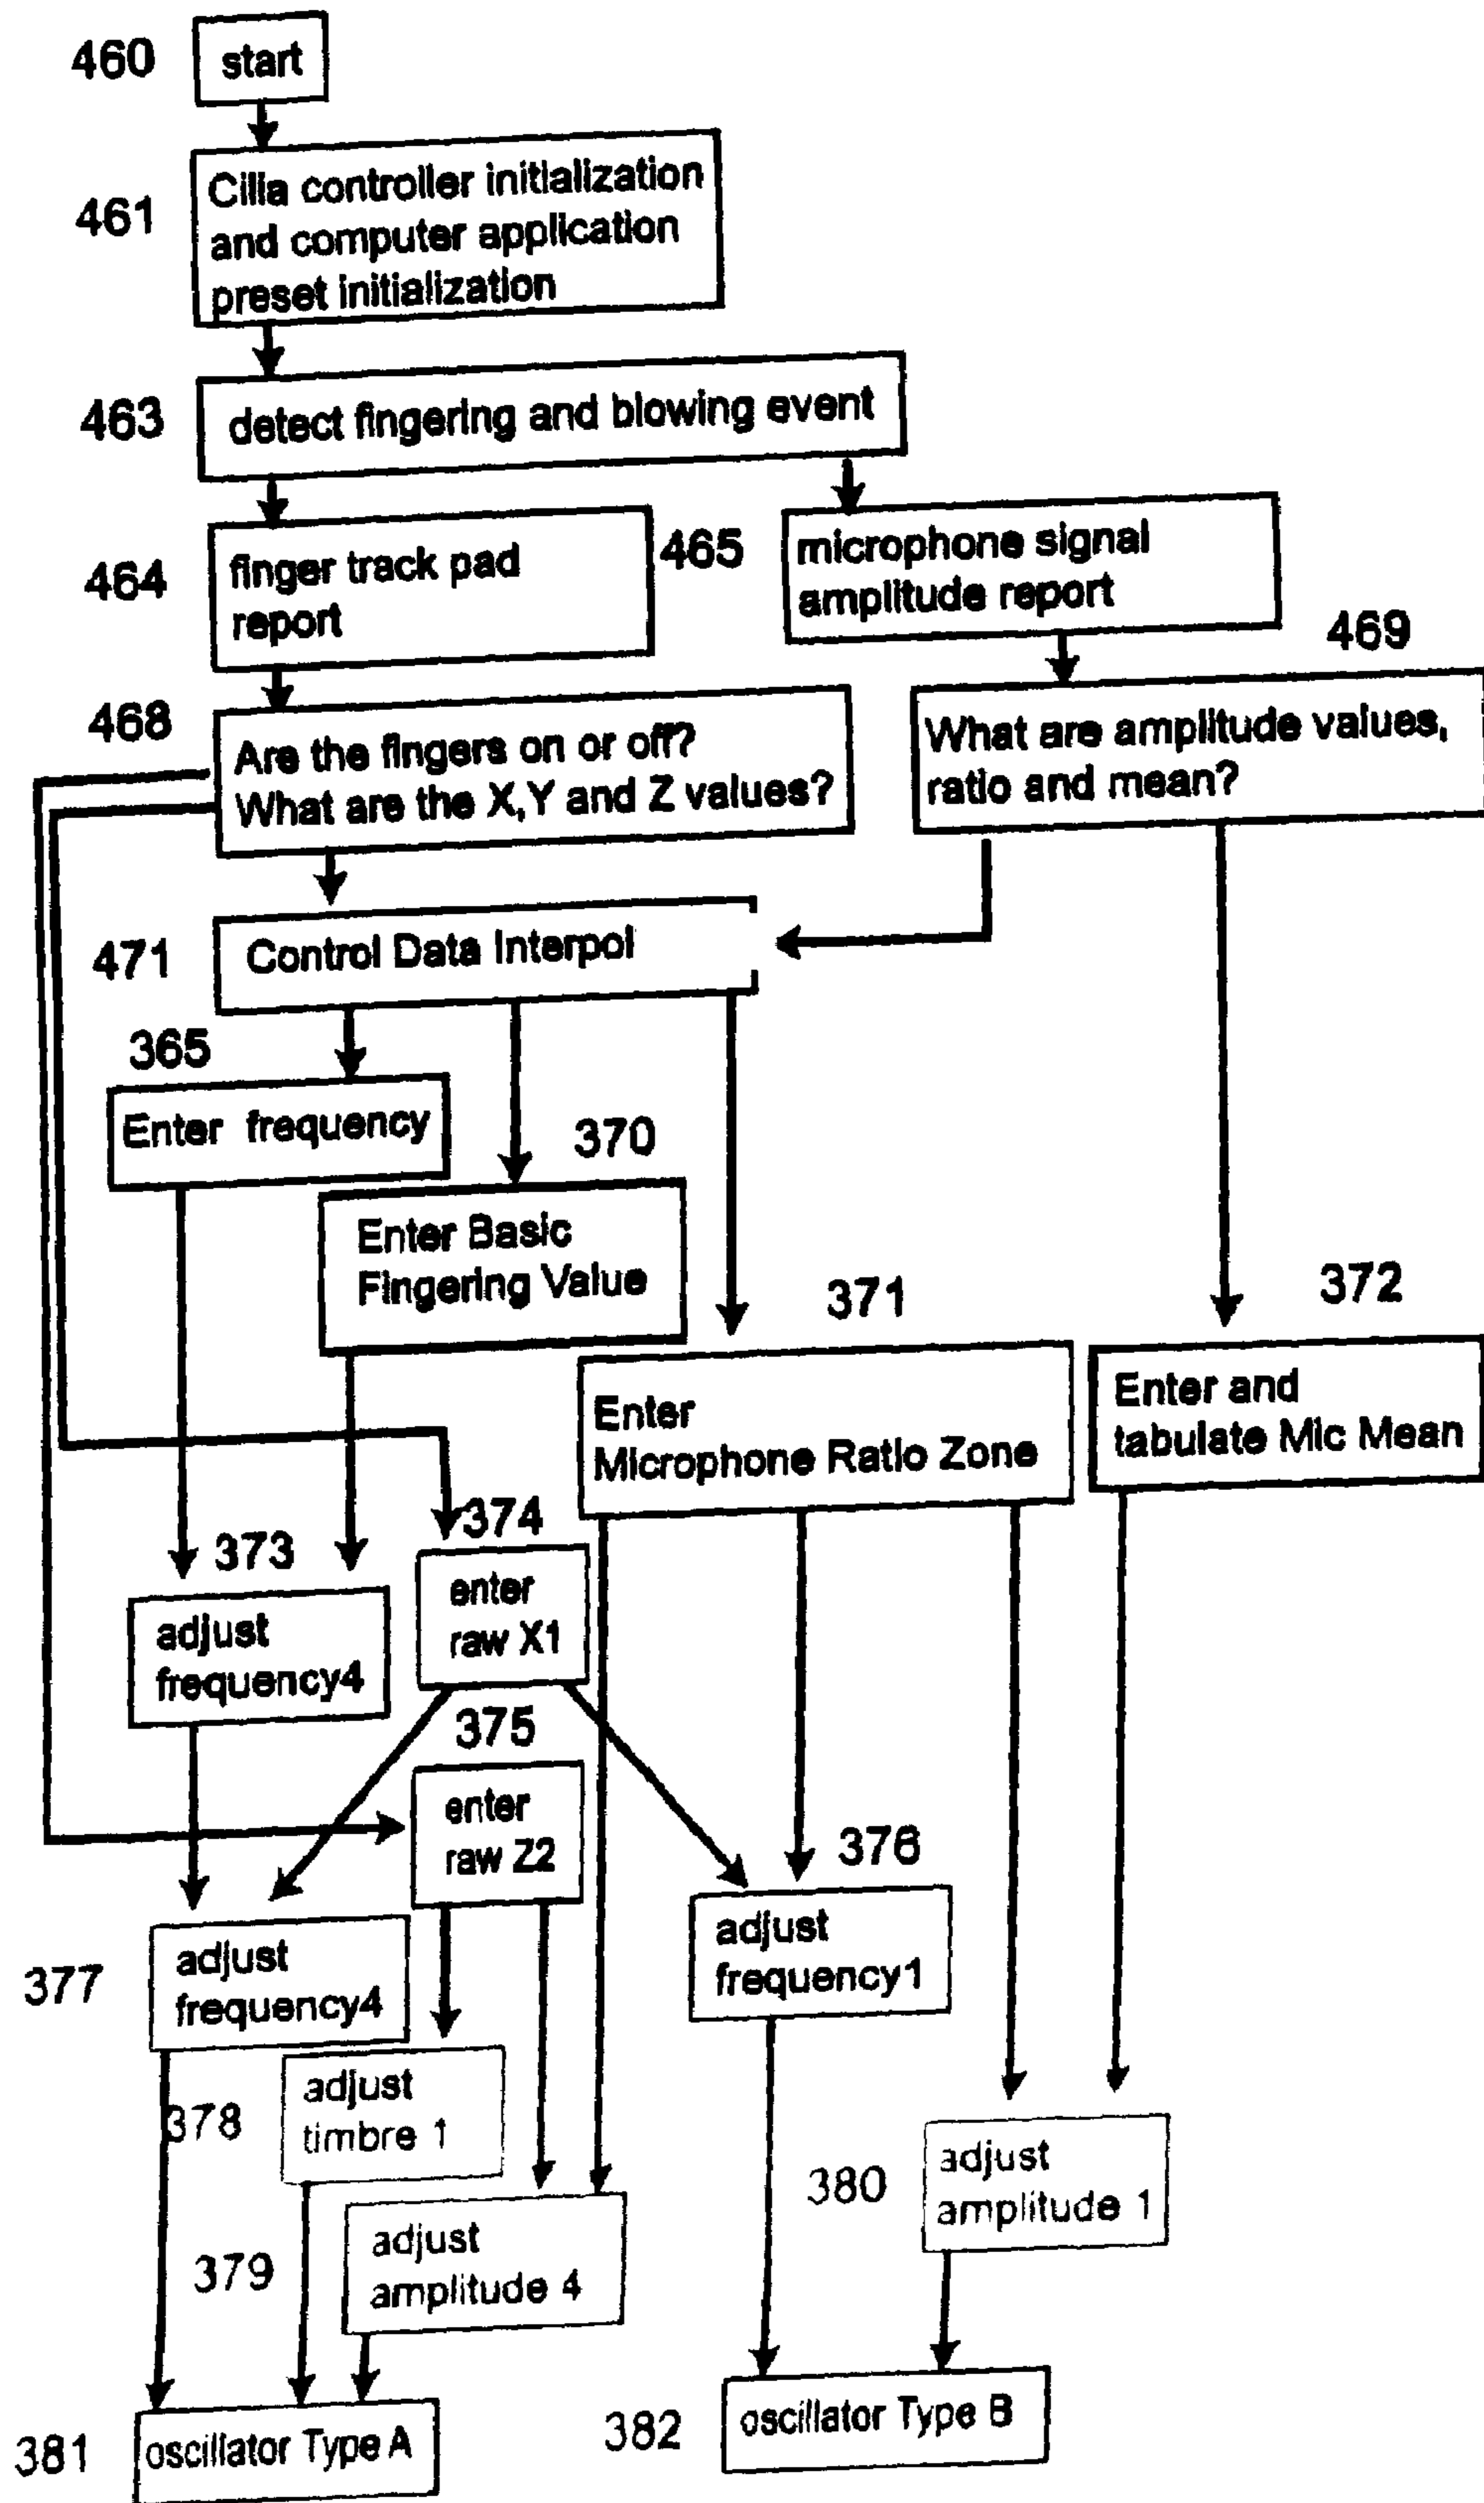 460
start
461
Cilia controller initialization
and computer application
preset initialization
463
detect fingering and blowing event
464
finger track pad
report
465
microphone signal
amplitude report
468
Are the fingers on or off?
What are the X,Y and Z values?
469
What are amplitude values,
ratio and mean?
471
Control Data Interpol
365
Enter frequency
370
Enter Basic
Fingering Value
371
Enter
Microphone Ratio Zone
372
Enter and
tabulate Mic Mean
373
adjust
frequency4
374
enter
raw X1
375
enter
raw Z2
376
adjust
frequency1
377
adjust
frequency4
378
adjust
timbre 1
379
adjust
amplitude 4
380
adjust
amplitude 1
381
oscillator Type A
382
oscillator Type B